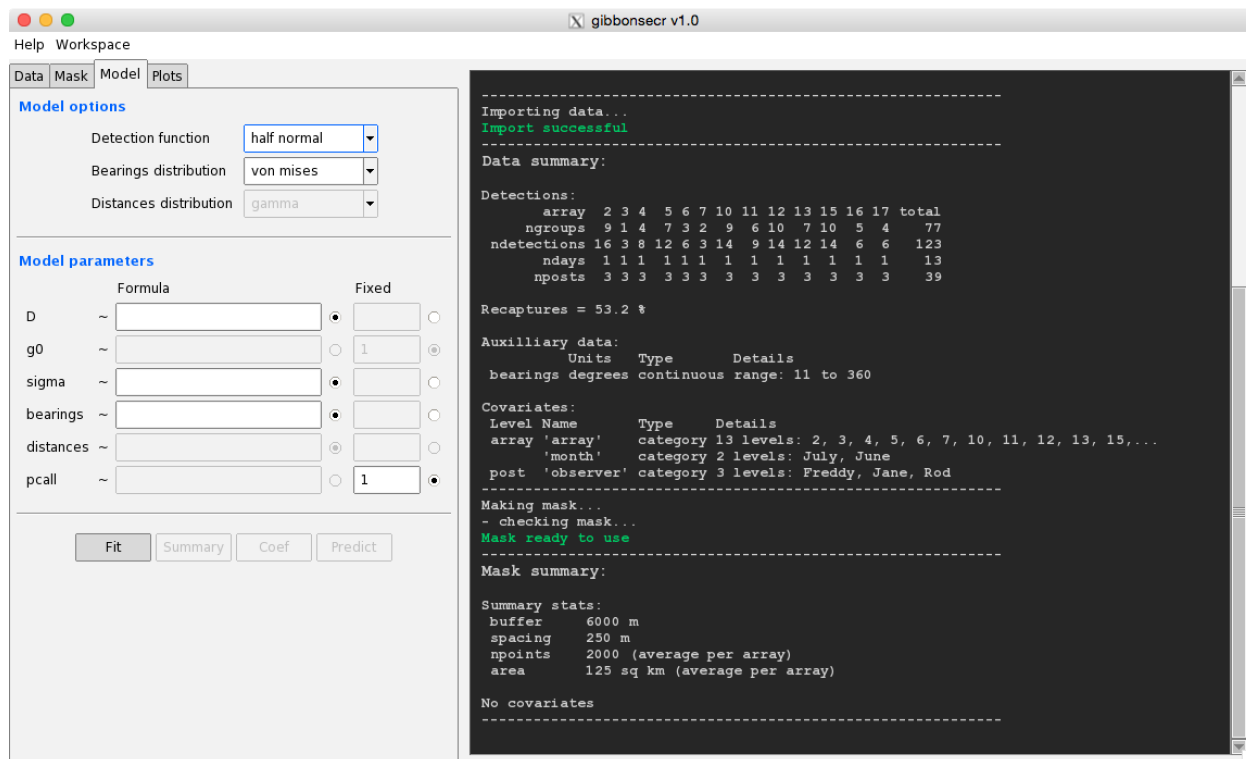 gibbonsecr v1.0
Help Workspace
Data Mask Model Plots
Model options
Detection function half normal
Bearings distribution von mises
Distances distribution gamma
Model parameters
Formula Fixed
D ~
g0 ~ 1
sigma ~
bearings ~
distances ~
pcall ~ 1
Fit Summary Coef Predict
------------------------------------------------------------
Importing data...
Import successful
------------------------------------------------------------
Data summary:
Detections:
array 2 3 4 5 6 7 10 11 12 13 15 16 17 total
ngroups 9 1 4 7 3 2 9 6 10 7 10 5 4 77
ndetections 16 3 8 12 6 3 14 9 14 12 14 6 6 123
ndays 1 1 1 1 1 1 1 1 1 1 1 1 1 13
nposts 3 3 3 3 3 3 3 3 3 3 3 3 3 39
Recaptures = 53.2 %
Auxilliary data:
Units Type Details
bearings degrees continuous range: 11 to 360
Covariates:
Level Name Type Details
array 'array' category 13 levels: 2, 3, 4, 5, 6, 7, 10, 11, 12, 13, 15,...
'month' category 2 levels: July, June
post 'observer' category 3 levels: Freddy, Jane, Rod
------------------------------------------------------------
Making mask...
- checking mask...
Mask ready to use
------------------------------------------------------------
Mask summary:
Summary stats:
buffer 6000 m
spacing 250 m
npoints 2000 (average per array)
area 125 sq km (average per array)
No covariates
------------------------------------------------------------